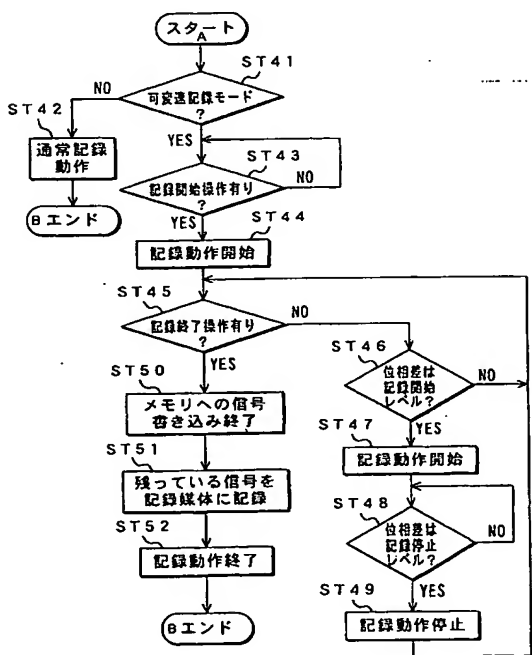 スタート
A
ST41
NO
可変速記録モード
?
ST42
通常記録
動作
YES
ST43
Bエンド
記録開始操作有り
?
NO
YES
ST44
記録動作開始
ST45
記録終了操作有り
?
NO
YES
ST46
位相差は
記録開始
レベル?
NO
YES
ST50
メモリへの信号
書き込み終了
ST47
記録動作開始
ST51
残っている信号を
記録媒体に記録
ST48
位相差は
記録停止
レベル?
NO
YES
ST52
記録動作終了
ST49
記録動作停止
Bエンド